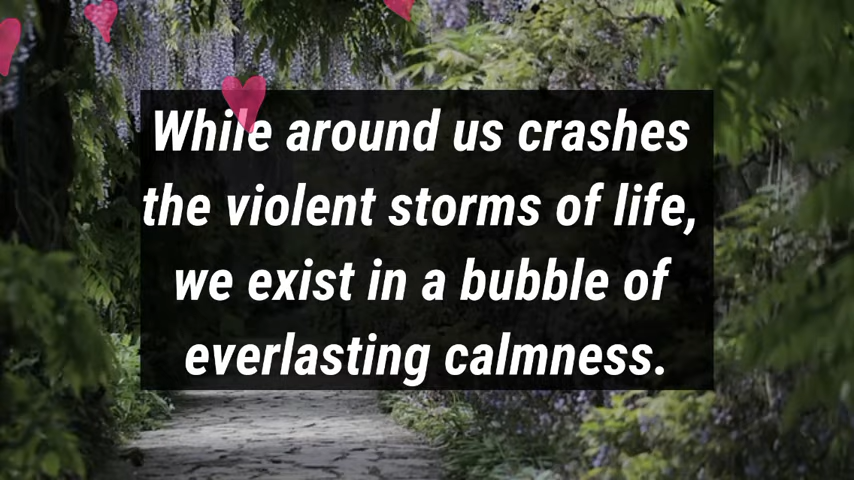 While around us crashes
the violent storms of life,
we exist in a bubble of
everlasting calmness.